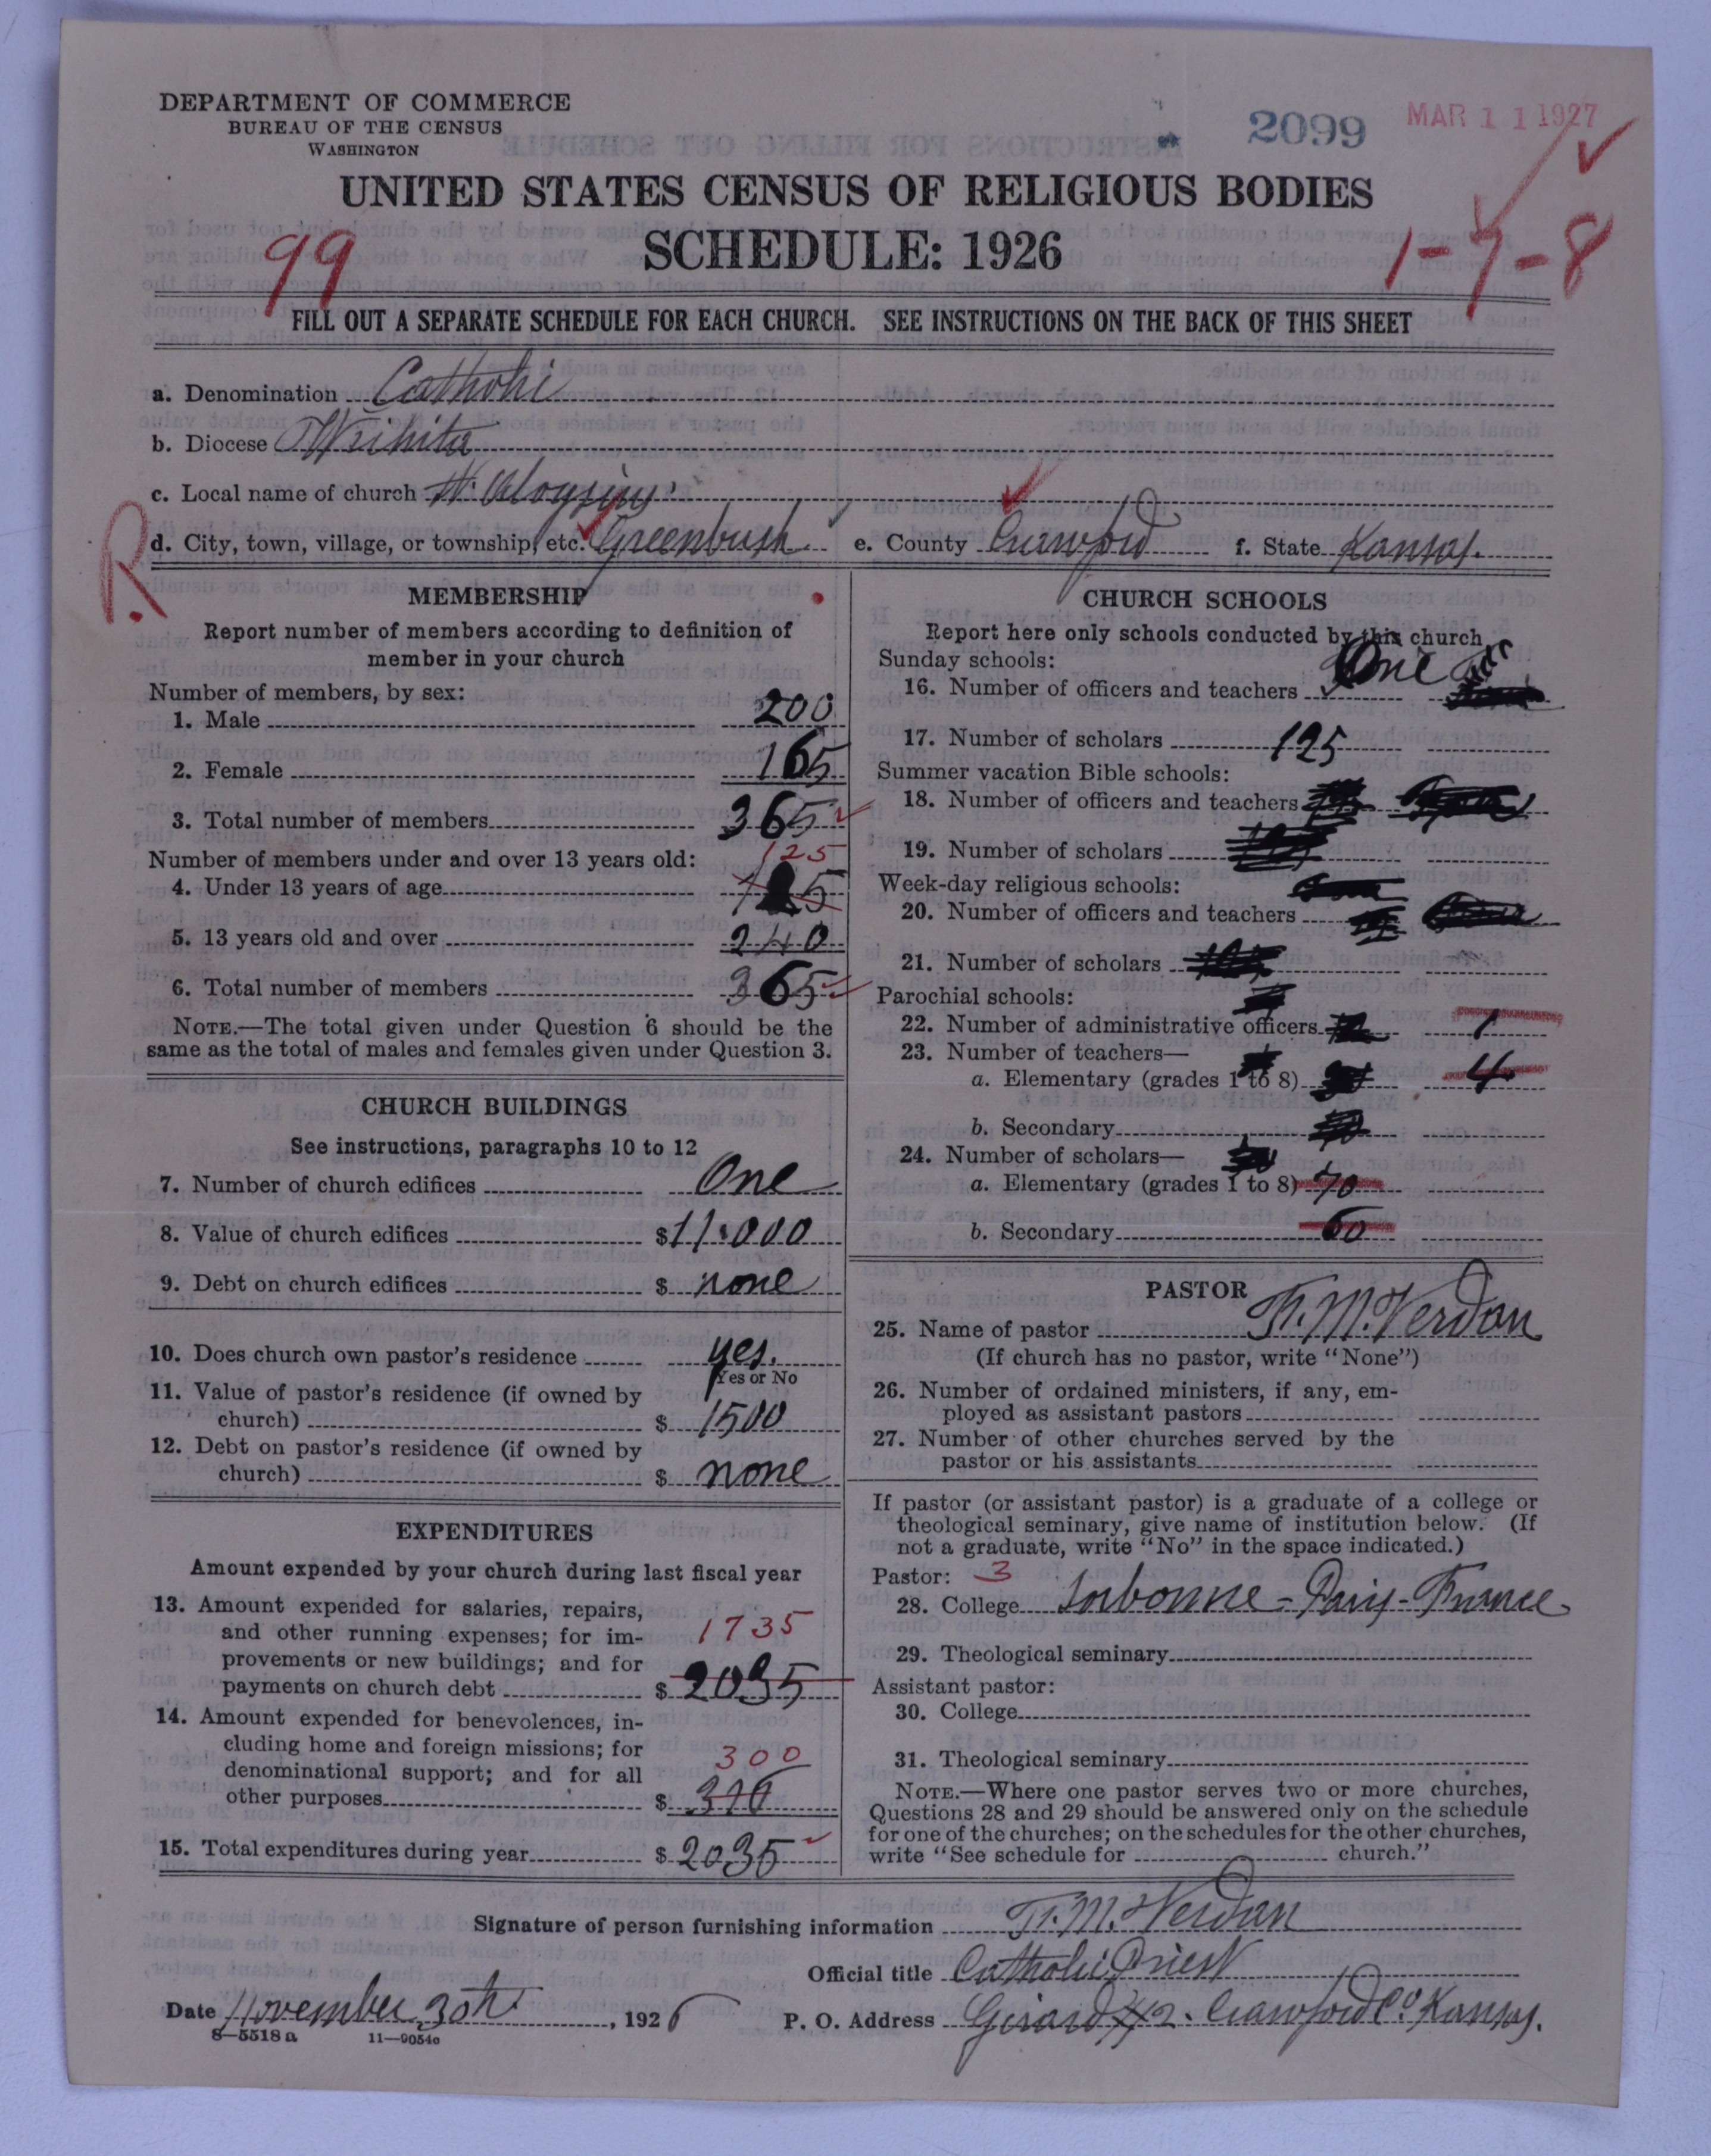 DEPARTMENT OF COMMERCE
BUREAU OF THE CENSUS
WASHINGTON
2099
MAR 11 1927
UNITED STATES CENSUS OF RELIGIOUS BODIES
99
SCHEDULE: 1926
1-7-8
FILL OUT A SEPARATE SCHEDULE FOR EACH CHURCH. SEE INSTRUCTIONS ON THE BACK OF THIS SHEET
a. Denomination Catholic
b. Diocese Wichita
c. Local name of church St. Aloysius
R.
d. City, town, village, or township, etc. Greenbush e. County Crawford f. State Kansas.
MEMBERSHIP
Report number of members according to definition of
member in your church
Number of members, by sex:
1. Male 200
2. Female 165
3. Total number of members 365
Number of members under and over 13 years old:
125
4. Under 13 years of age
5. 13 years old and over 240
6. Total number of members 365
NOTE.—The total given under Question 6 should be the
same as the total of males and females given under Question 3.
CHURCH BUILDINGS
See instructions, paragraphs 10 to 12
7. Number of church edifices One
8. Value of church edifices $11.000
9. Debt on church edifices $ none
10. Does church own pastor's residence yes.
Yes or No
11. Value of pastor's residence (if owned by
church) $ 1500
12. Debt on pastor's residence (if owned by
church) $ none
EXPENDITURES
Amount expended by your church during last fiscal year
13. Amount expended for salaries, repairs,
and other running expenses; for im- 1735
provements or new buildings; and for
payments on church debt $ 2035
14. Amount expended for benevolences, in-
cluding home and foreign missions; for 300
denominational support; and for all
other purposes $
15. Total expenditures during year $ 2035
CHURCH SCHOOLS
Report here only schools conducted by this church
Sunday schools:
16. Number of officers and teachers One
17. Number of scholars 125
Summer vacation Bible schools:
18. Number of officers and teachers
19. Number of scholars
Week-day religious schools:
20. Number of officers and teachers
21. Number of scholars
Parochial schools:
22. Number of administrative officers 1
23. Number of teachers—
a. Elementary (grades 1 to 8) 4
b. Secondary
24. Number of scholars—
a. Elementary (grades 1 to 8) 70
b. Secondary 60
PASTOR
25. Name of pastor Fr. M. Verdan
(If church has no pastor, write "None")
26. Number of ordained ministers, if any, em-
ployed as assistant pastors
27. Number of other churches served by the
pastor or his assistants
If pastor (or assistant pastor) is a graduate of a college or
theological seminary, give name of institution below. (If
not a graduate, write "No" in the space indicated.)
Pastor: 3
28. College Sorbonne - Paris - France
29. Theological seminary
Assistant pastor:
30. College
31. Theological seminary
NOTE.—Where one pastor serves two or more churches,
Questions 28 and 29 should be answered only on the schedule
for one of the churches; on the schedules for the other churches,
write "See schedule for church."
Signature of person furnishing information Fr. M. Verdan
Official title Catholic Priest
Date November 30th, 1926 P. O. Address Girard #2. Crawford Co Kansas.
8—5518 a 11—9054c